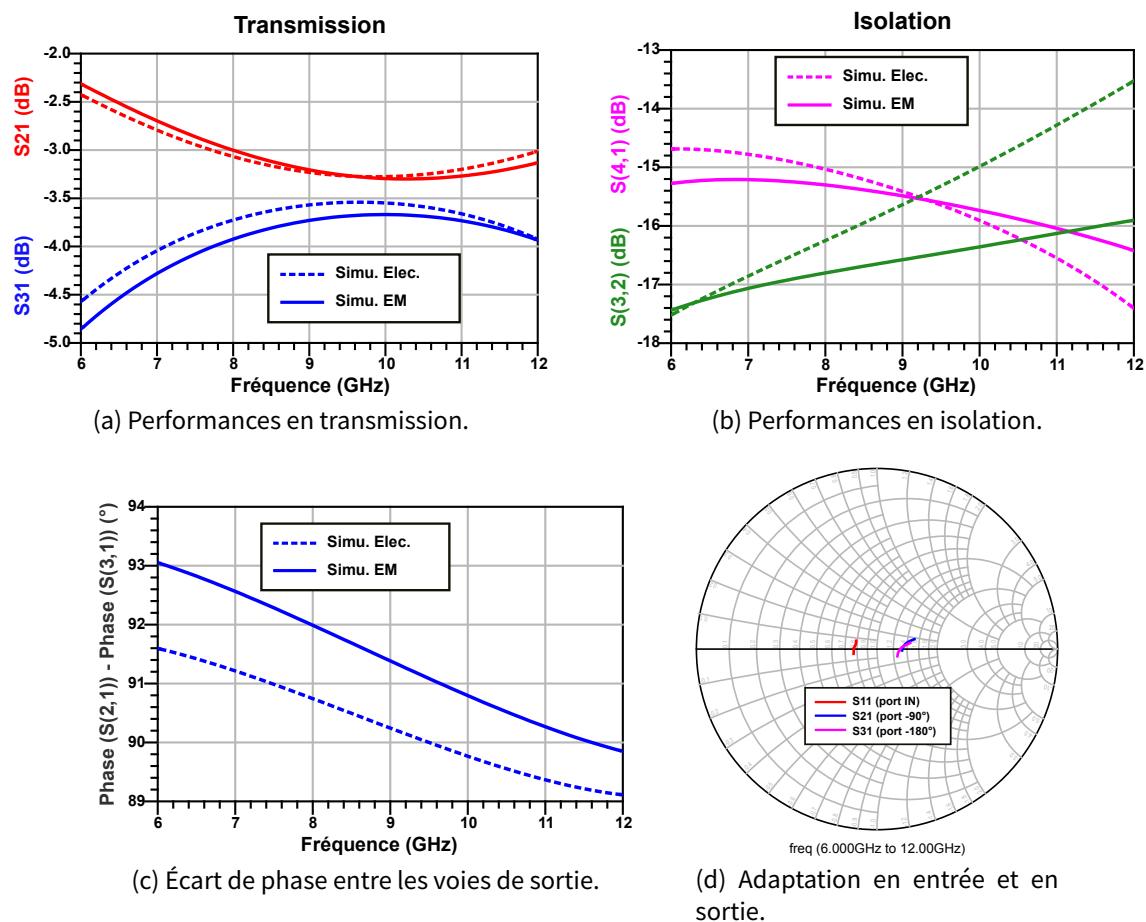 Transmission
-2.0
-2.5
-3.0
-3.5
-4.0
-4.5
-5.0
S21 (dB)
S31 (dB)
Simu. Elec.
Simu. EM
6 7 8 9 10 11 12
Fréquence (GHz)
(a) Performances en transmission.
Isolation
-13
-14
-15
-16
-17
-18
S(4,1) (dB)
S(3,2) (dB)
Simu. Elec.
Simu. EM
6 7 8 9 10 11 12
Fréquence (GHz)
(b) Performances en isolation.
94
93
92
91
90
89
Phase (S(2,1)) - Phase (S(3,1)) (°)
Simu. Elec.
Simu. EM
6 7 8 9 10 11 12
Fréquence (GHz)
(c) Écart de phase entre les voies de sortie.
S11 (port IN)
S21 (port -90°)
S31 (port -180°)
freq (6.000GHz to 12.00GHz)
(d) Adaptation en entrée et en
sortie.